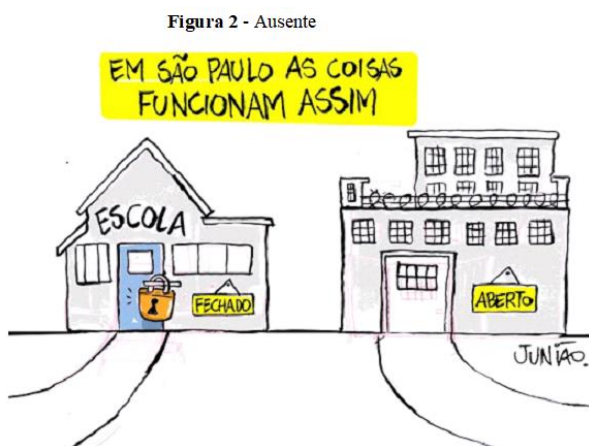 Figura 2 - Ausente
EM SÃO PAULO AS COISAS
FUNCIONAM ASSIM
ESCOLA
FECHADO
ABERTO
JUNIÃO.